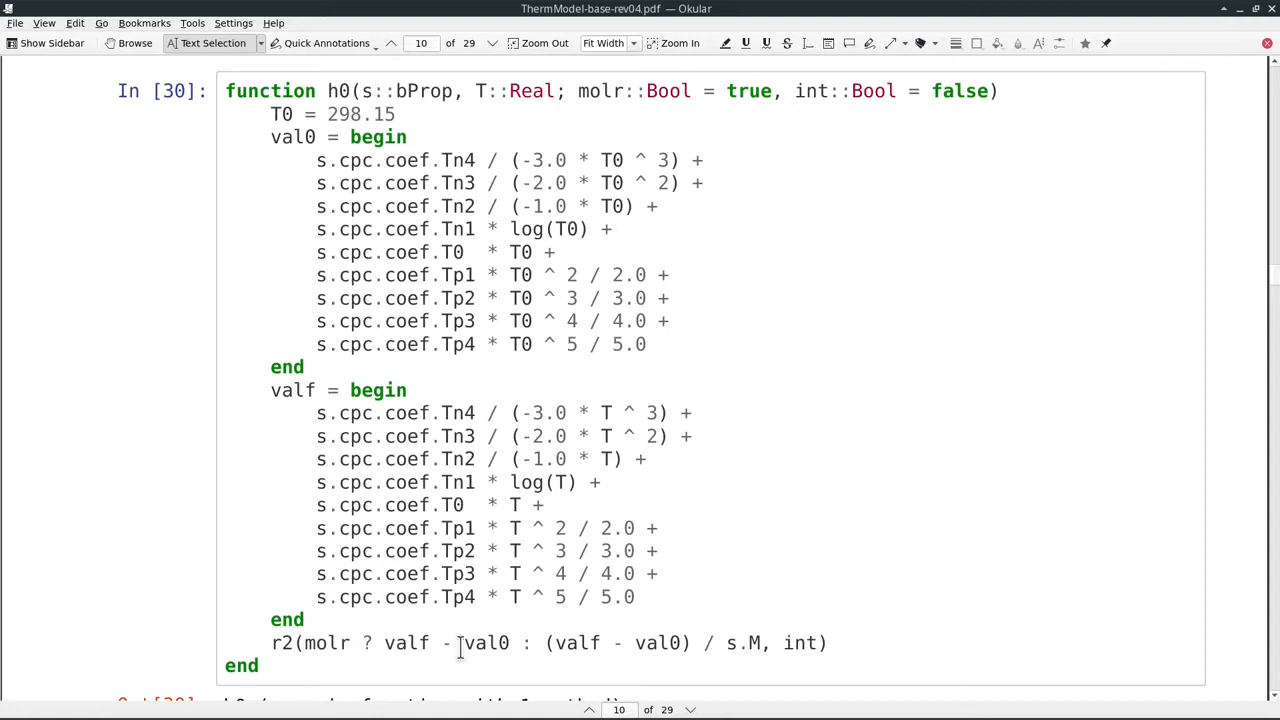 ThermModel-base-rev04.pdf — Okular
File View Edit Go Bookmarks Tools Settings Help
Show Sidebar Browse Text Selection Quick Annotations 10 of 29 Zoom Out Fit Width Zoom In
In [30]: function h0(s::bProp, T::Real; molr::Bool = true, int::Bool = false)
T0 = 298.15
val0 = begin
s.cpc.coef.Tn4 / (-3.0 * T0 ^ 3) +
s.cpc.coef.Tn3 / (-2.0 * T0 ^ 2) +
s.cpc.coef.Tn2 / (-1.0 * T0) +
s.cpc.coef.Tn1 * log(T0) +
s.cpc.coef.T0 * T0 +
s.cpc.coef.Tp1 * T0 ^ 2 / 2.0 +
s.cpc.coef.Tp2 * T0 ^ 3 / 3.0 +
s.cpc.coef.Tp3 * T0 ^ 4 / 4.0 +
s.cpc.coef.Tp4 * T0 ^ 5 / 5.0
end
valf = begin
s.cpc.coef.Tn4 / (-3.0 * T ^ 3) +
s.cpc.coef.Tn3 / (-2.0 * T ^ 2) +
s.cpc.coef.Tn2 / (-1.0 * T) +
s.cpc.coef.Tn1 * log(T) +
s.cpc.coef.T0 * T +
s.cpc.coef.Tp1 * T ^ 2 / 2.0 +
s.cpc.coef.Tp2 * T ^ 3 / 3.0 +
s.cpc.coef.Tp3 * T ^ 4 / 4.0 +
s.cpc.coef.Tp4 * T ^ 5 / 5.0
end
r2(molr ? valf - val0 : (valf - val0) / s.M, int)
end
10 of 29